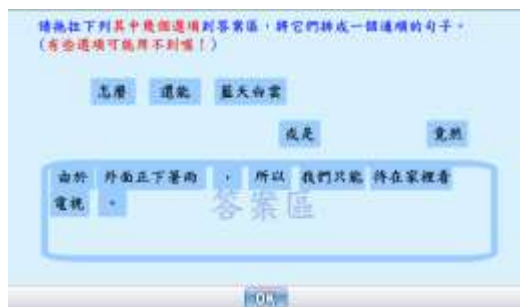 請拖拉下列其中幾個選項到答案區，將它們排成一個通順的句子。
(有些選項可能用不到喔！)
怎麼 還能 藍天白雲
或是 竟然
由於 外面正下著雨 ， 所以 我們只能 待在家裡看
電視 。
答案區
OK